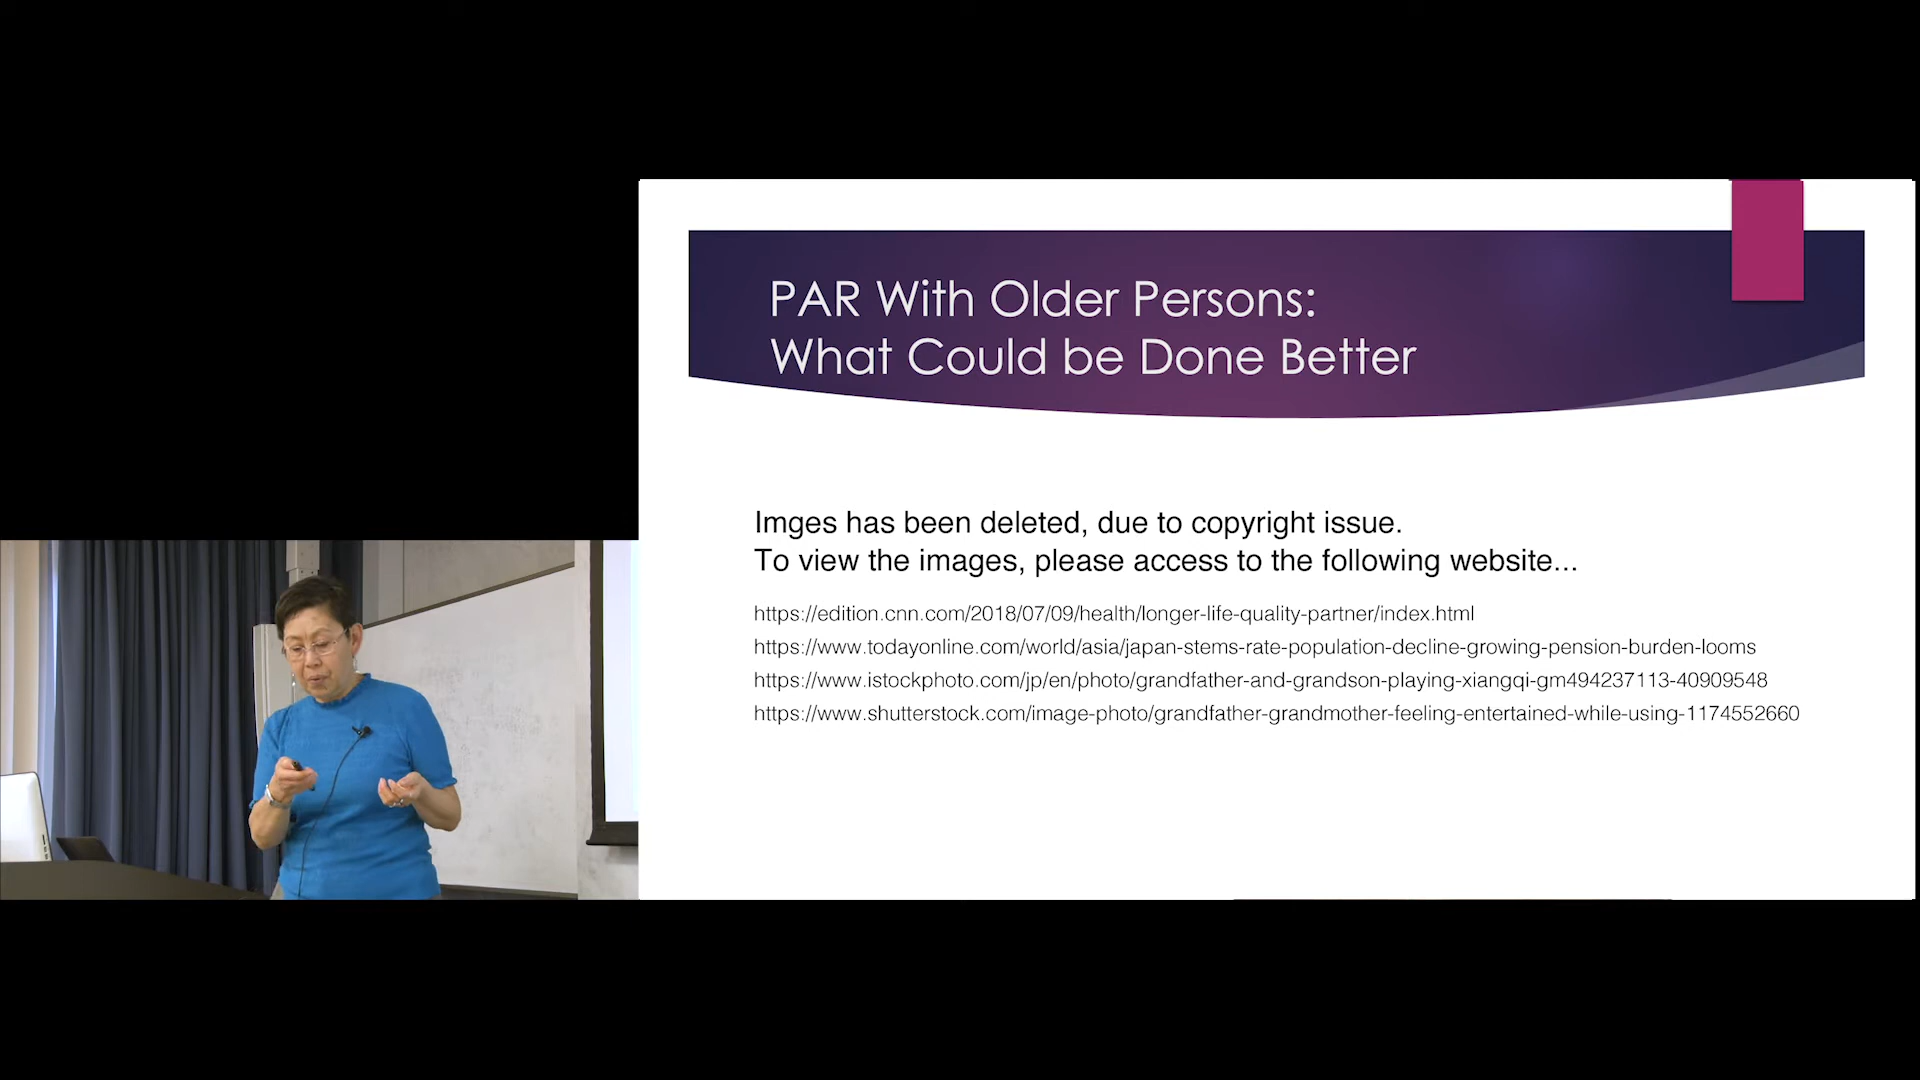 PAR With Older Persons:
What Could be Done Better
Imges has been deleted, due to copyright issue.
To view the images, please access to the following website...
https://edition.cnn.com/2018/07/09/health/longer-life-quality-partner/index.html
https://www.todayonline.com/world/asia/japan-stems-rate-population-decline-growing-pension-burden-looms
https://www.istockphoto.com/jp/en/photo/grandfather-and-grandson-playing-xiangqi-gm494237113-40909548
https://www.shutterstock.com/image-photo/grandfather-grandmother-feeling-entertained-while-using-1174552660